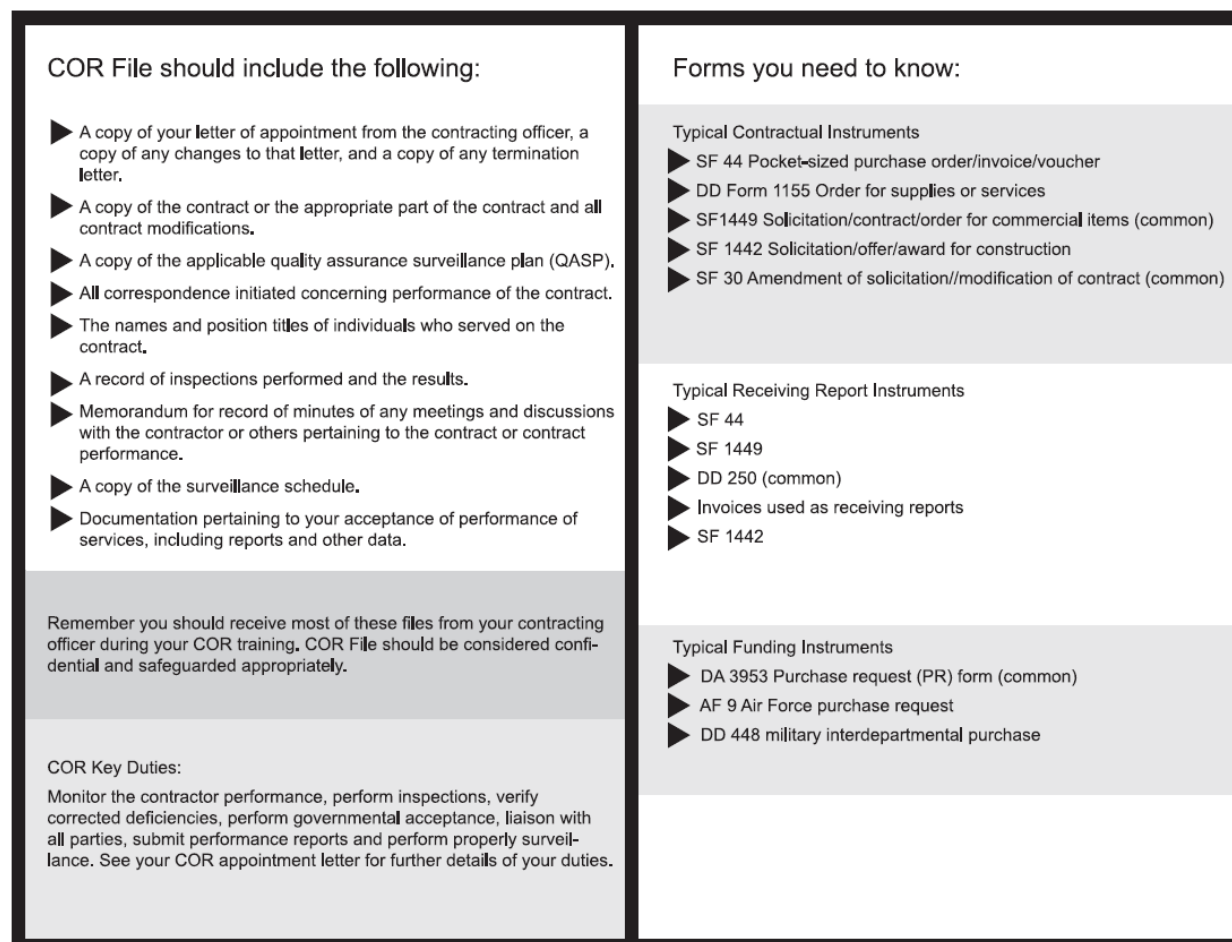 COR File should include the following:
A copy of your letter of appointment from the contracting officer, a
copy of any changes to that letter, and a copy of any termination
letter.
A copy of the contract or the appropriate part of the contract and all
contract modifications.
A copy of the applicable quality assurance surveillance plan (QASP).
All correspondence initiated concerning performance of the contract.
The names and position titles of individuals who served on the
contract.
A record of inspections performed and the results.
Memorandum for record of minutes of any meetings and discussions
with the contractor or others pertaining to the contract or contract
performance.
A copy of the surveillance schedule.
Documentation pertaining to your acceptance of performance of
services, including reports and other data.
Remember you should receive most of these files from your contracting
officer during your COR training. COR File should be considered confi-
dential and safeguarded appropriately.
COR Key Duties:
Monitor the contractor performance, perform inspections, verify
corrected deficiencies, perform governmental acceptance, liaison with
all parties, submit performance reports and perform properly surveil-
lance. See your COR appointment letter for further details of your duties.
Forms you need to know:
Typical Contractual Instruments
SF 44 Pocket-sized purchase order/invoice/voucher
DD Form 1155 Order for supplies or services
SF1449 Solicitation/contract/order for commercial items (common)
SF 1442 Solicitation/offer/award for construction
SF 30 Amendment of solicitation//modification of contract (common)
Typical Receiving Report Instruments
SF 44
SF 1449
DD 250 (common)
Invoices used as receiving reports
SF 1442
Typical Funding Instruments
DA 3953 Purchase request (PR) form (common)
AF 9 Air Force purchase request
DD 448 military interdepartmental purchase